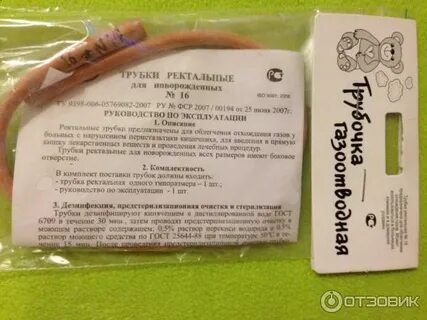 N 16
ТРУБКИ РЕКТАЛЬНЫЕ
для новорожденных
№ 16
ТУ 9398-006-05769082-2007 РУ № ФСР 2007 / 00194 от 25 июня 2007г.
РУКОВОДСТВО ПО ЭКСПЛУАТАЦИИ
1. Описание
Ректальные трубки предназначены для облегчения отхождения газов у
больных с нарушением перистальтики кишечника, для введения в прямую
кишку лекарственных веществ и проведения лечебных процедур.
Трубки ректальные для новорожденных всех размеров имеют боковое
отверстие.
2. Комплектность
В комплект поставки трубок должны входить:
- трубка ректальная одного типоразмера – 1 шт.;
- руководство по эксплуатации - 1 шт.
3. Дезинфекция, предстерилизационная очистка и стерилизация
Трубки дезинфицируют кипячением в дистиллированной воде ГОСТ
6709 в течение 30 мин., затем проводят предстерилизационную очистку в
моющем растворе содержащем: 0,5% раствор перекиси водорода и 0,5%
раствор моющего средства по ГОСТ 25644-88 при температуре 50°С в те-
чение 15 мин. После проведения
Трубочка
газоотводная
ОТЗОВИК